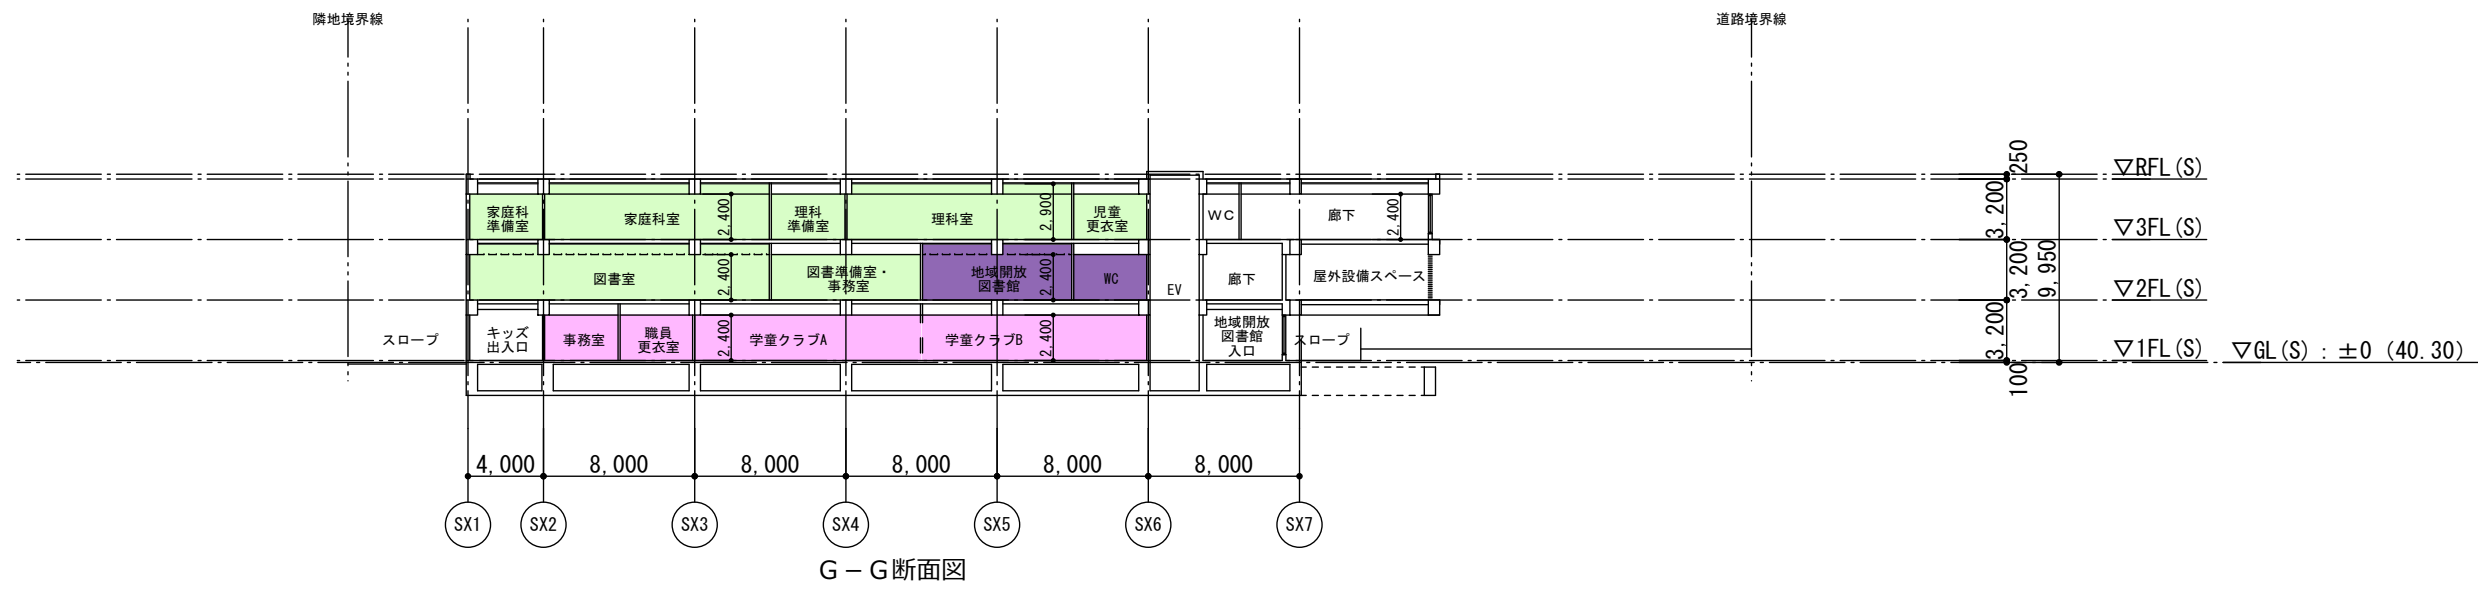 隣地境界線
道路境界線
250
▽RFL(S)
3,200
▽3FL(S)
3,200
9,950
▽2FL(S)
3,200
▽1FL(S)
▽GL(S) : ±0 (40.30)
100
家庭科
準備室
家庭科室
2,400
理科
準備室
理科室
2,900
児童
更衣室
WC
廊下
2,400
図書室
2,400
図書準備室・
事務室
地域開放
図書館
2,400
WC
EV
廊下
屋外設備スペース
スロープ
キッズ
出入口
事務室
職員
更衣室
2,400
学童クラブA
学童クラブB
2,400
地域開放
図書館
入口
スロープ
4,000
8,000
8,000
8,000
8,000
8,000
SX1
SX2
SX3
SX4
SX5
SX6
SX7
G－G断面図